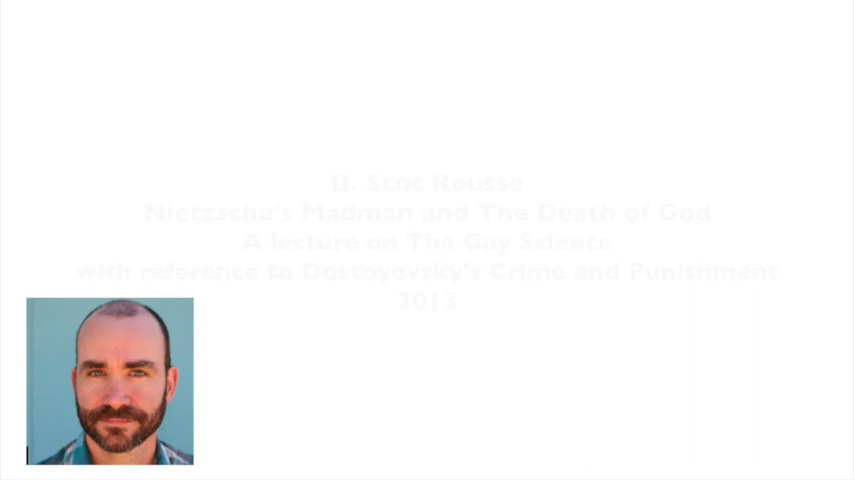 B. Scot Rousse
Nietzsche's Madman and The Death of God
A lecture on The Gay Science
with reference to Dostoyevsky's Crime and Punishment
2013